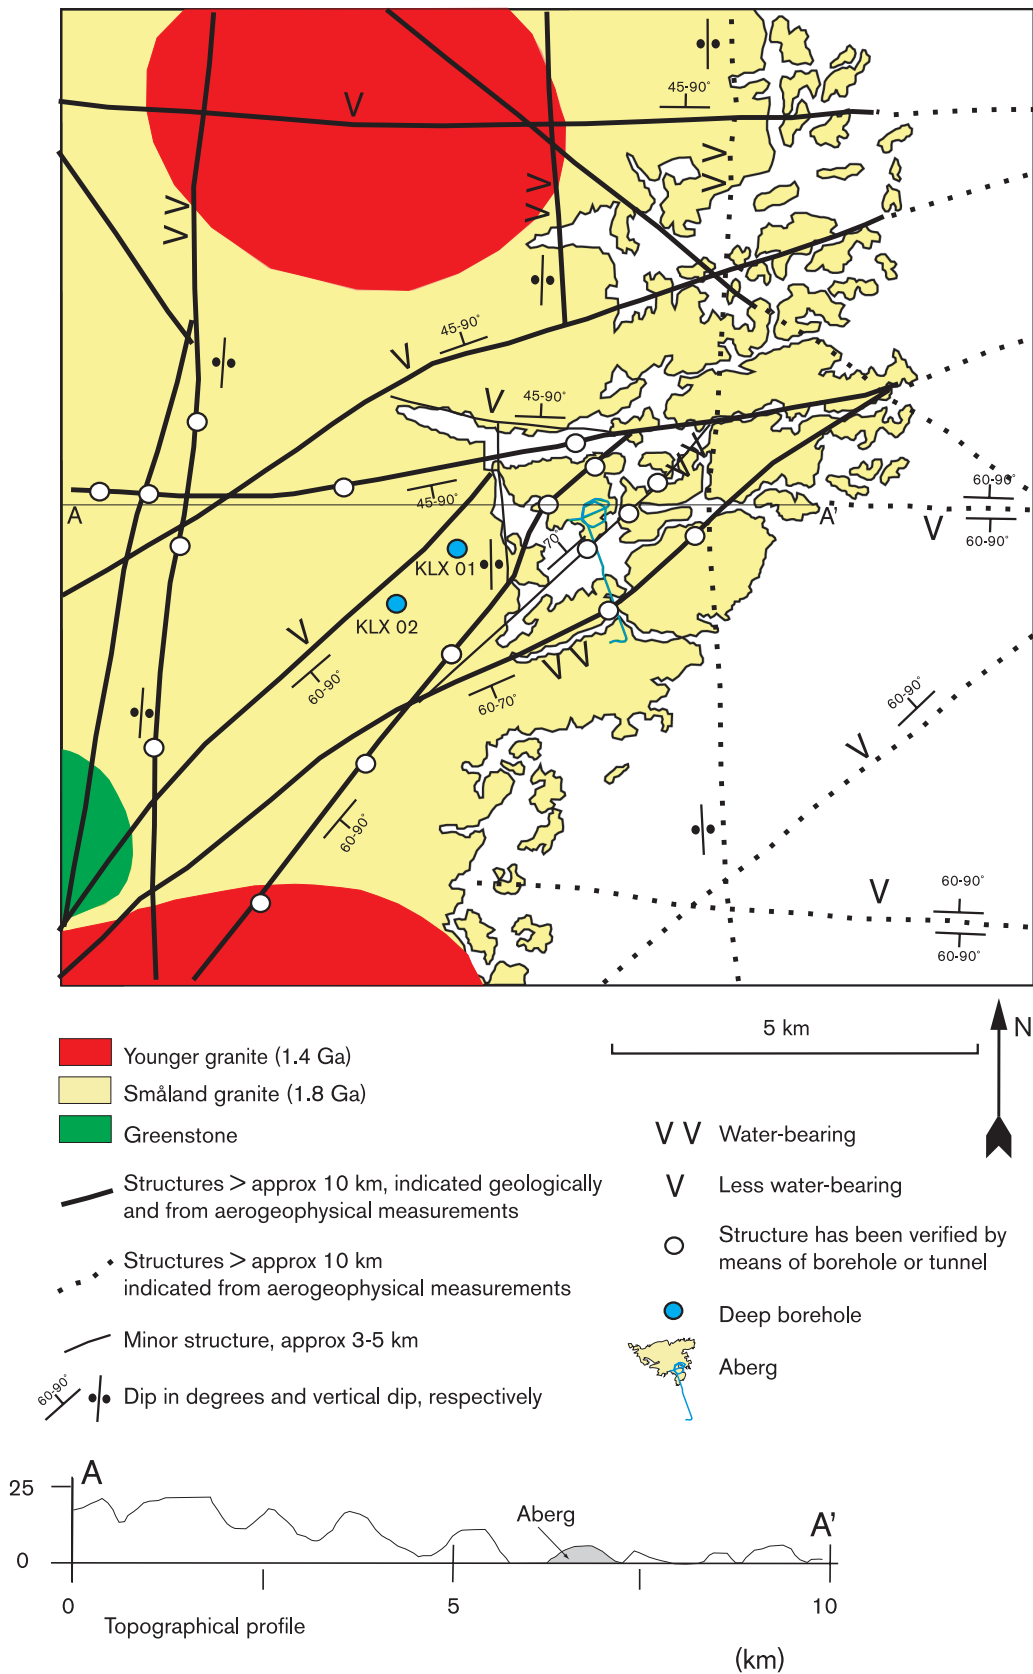 45-90°
V
V V
V V
V V
45-90°
V
45-90°
V
V V
45-90°
60-90°
A
A'
V
60-90°
70°
KLX 01
KLX 02
V
V V
60-90°
60-70°
60-90°
V
60-90°
V
60-90°
60-90°
5 km
N
Younger granite (1.4 Ga)
Småland granite (1.8 Ga)
Greenstone
Structures > approx 10 km, indicated geologically
and from aerogeophysical measurements
Structures > approx 10 km
indicated from aerogeophysical measurements
Minor structure, approx 3-5 km
60-90°
Dip in degrees and vertical dip, respectively
V V Water-bearing
V Less water-bearing
Structure has been verified by
means of borehole or tunnel
Deep borehole
Aberg
A
25
Aberg
A'
0
0 5 10
Topographical profile
(km)